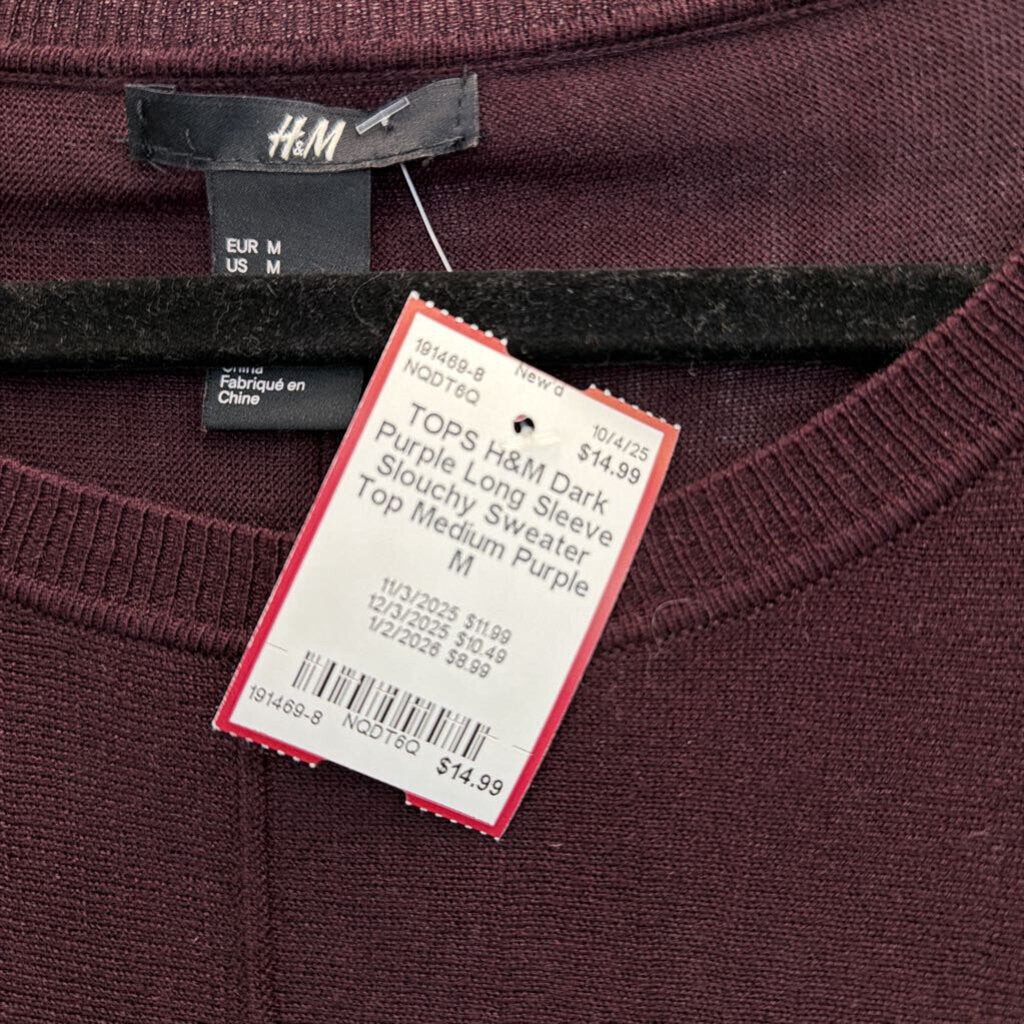 H&M
EUR M
US M
China
Fabriqué en
Chine
191469-8
NQDT6Q
New'd
10/4/25
$14.99
TOPS H&M Dark
Purple Long Sleeve
Slouchy Sweater
Top Medium Purple
M
11/3/2025 $11.99
12/3/2025 $10.49
1/2/2026 $8.99
191469-8 NQDT6Q
$14.99